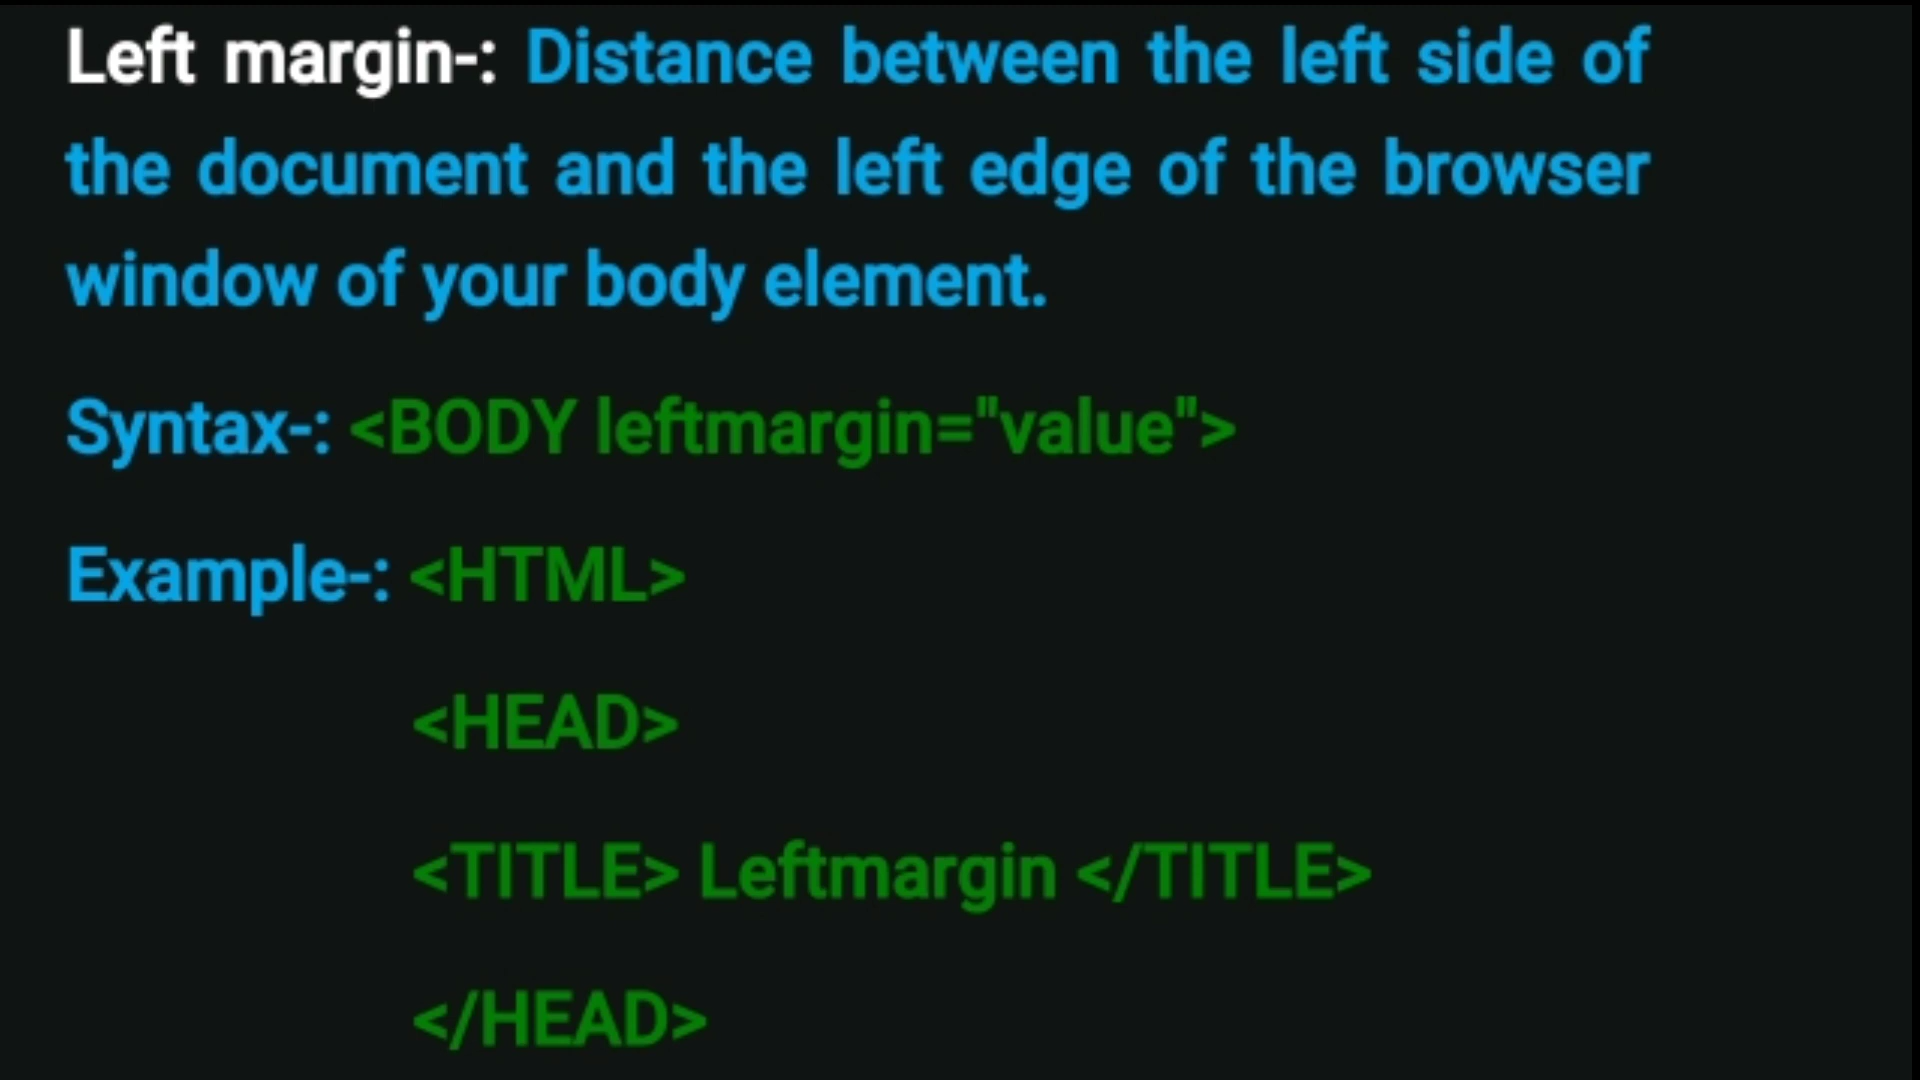 Left margin-: Distance between the left side of
the document and the left edge of the browser
window of your body element.
Syntax-: <BODY leftmargin="value">
Example-: <HTML>
<HEAD>
<TITLE> Leftmargin </TITLE>
</HEAD>